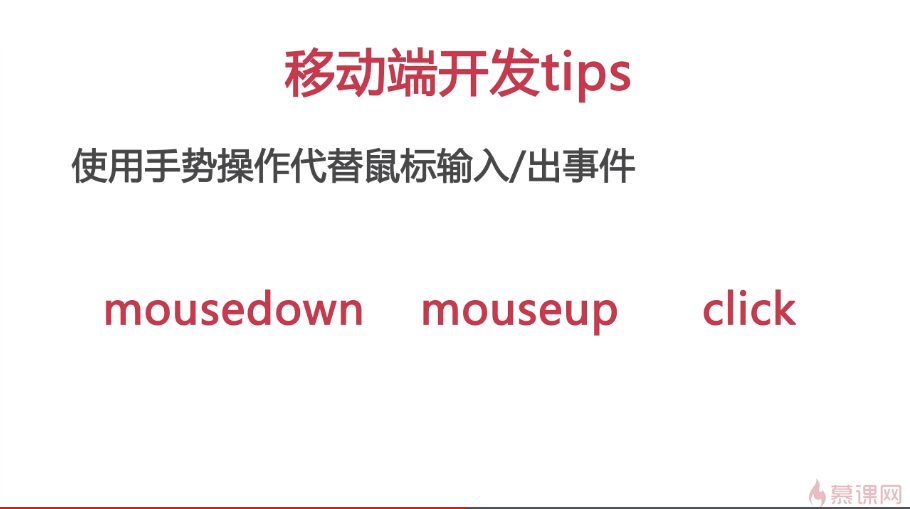 移动端开发tips
使用手势操作代替鼠标输入/出事件
mousedown mouseup click
慕课网